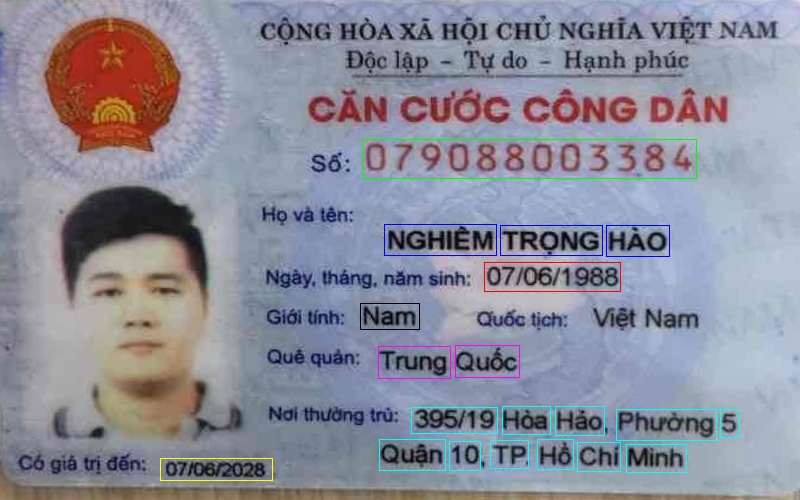 CỘNG HÒA XÃ HỘI CHỦ NGHĨA VIỆT NAM
Độc lập - Tự do - Hạnh phúc
CĂN CƯỚC CÔNG DÂN
Số: 079088003384
Họ và tên:
NGHIÊM TRỌNG HÀO
Ngày, tháng, năm sinh: 07/06/1988
Giới tính: Nam Quốc tịch: Việt Nam
Quê quán: Trung Quốc
Nơi thường trú: 395/19 Hòa Hảo, Phường 5
Quận 10, TP Hồ Chí Minh
Có giá trị đến: 07/06/2028